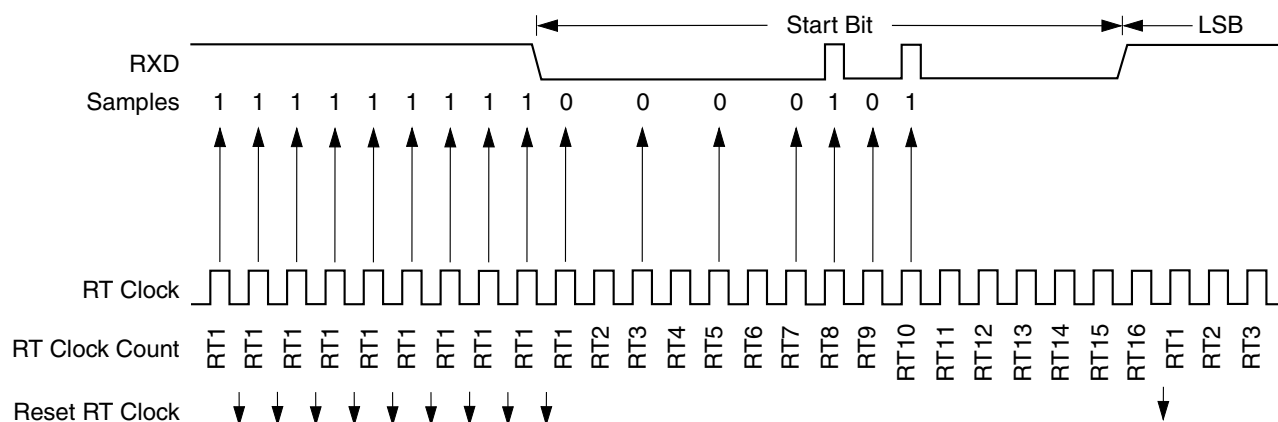 Start Bit LSB
RXD
Samples 1 1 1 1 1 1 1 1 1 0 0 0 0 1 0 1
RT Clock
RT Clock Count RT1 RT1 RT1 RT1 RT1 RT1 RT1 RT1 RT1 RT1 RT2 RT3 RT4 RT5 RT6 RT7 RT8 RT9 RT10 RT11 RT12 RT13 RT14 RT15 RT16 RT1 RT2 RT3
Reset RT Clock